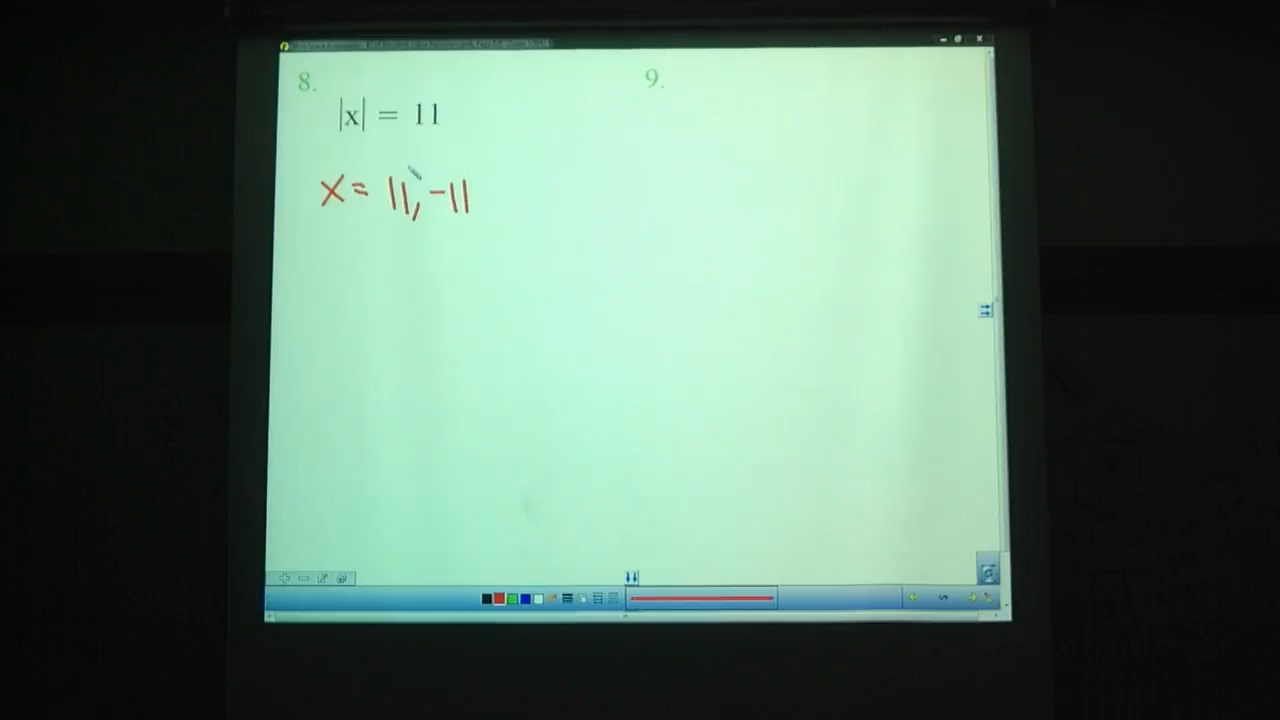 8.
|x| = 11
x = 11, -11
9.